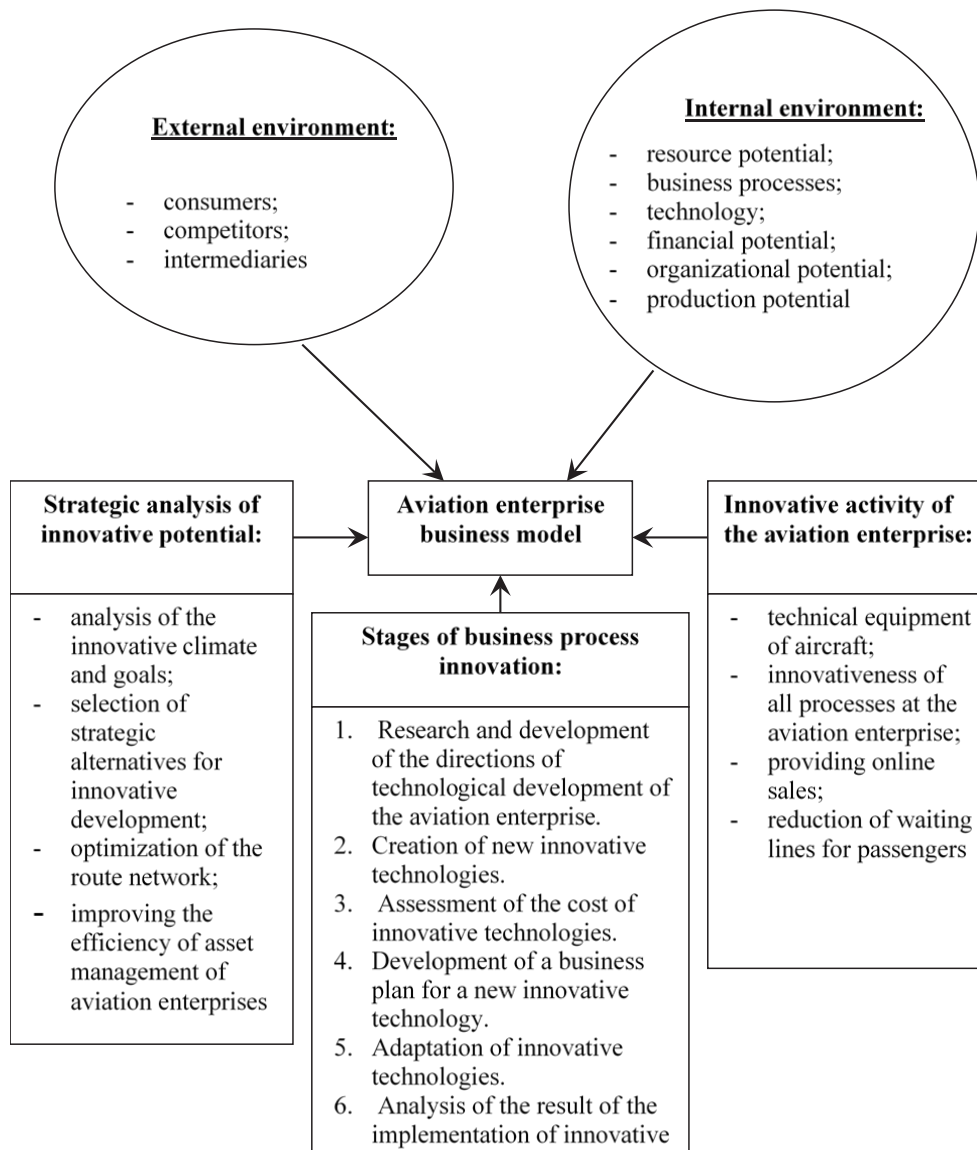 External environment:
- consumers;
- competitors;
- intermediaries
Internal environment:
- resource potential;
- business processes;
- technology;
- financial potential;
- organizational potential;
- production potential
Aviation enterprise
business model
Strategic analysis of
innovative potential:
- analysis of the
innovative climate
and goals;
- selection of
strategic
alternatives for
innovative
development;
- optimization of the
route network;
- improving the
efficiency of asset
management of
aviation enterprises
Stages of business process
innovation:
1. Research and development
of the directions of
technological development of
the aviation enterprise.
2. Creation of new innovative
technologies.
3. Assessment of the cost of
innovative technologies.
4. Development of a business
plan for a new innovative
technology.
5. Adaptation of innovative
technologies.
6. Analysis of the result of the
implementation of innovative
Innovative activity of
the aviation enterprise:
- technical equipment
of aircraft;
- innovativeness of
all processes at the
aviation enterprise;
- providing online
sales;
- reduction of waiting
lines for passengers